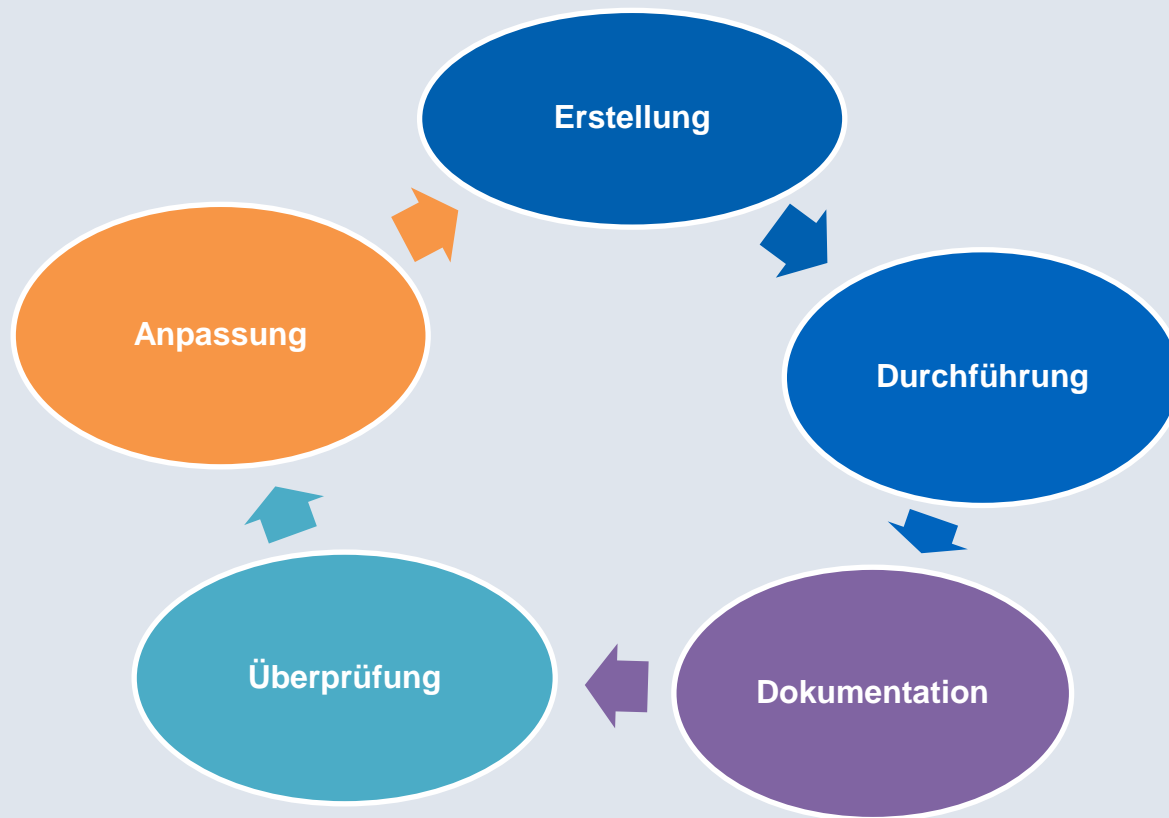 Erstellung
Durchführung
Dokumentation
Überprüfung
Anpassung